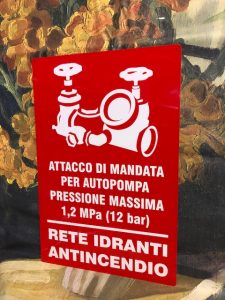 ATTACCO DI MANDATA
PER AUTOPOMPA
PRESSIONE MASSIMA
1,2 MPa (12 bar)
RETE IDRANTI
ANTINCENDIO